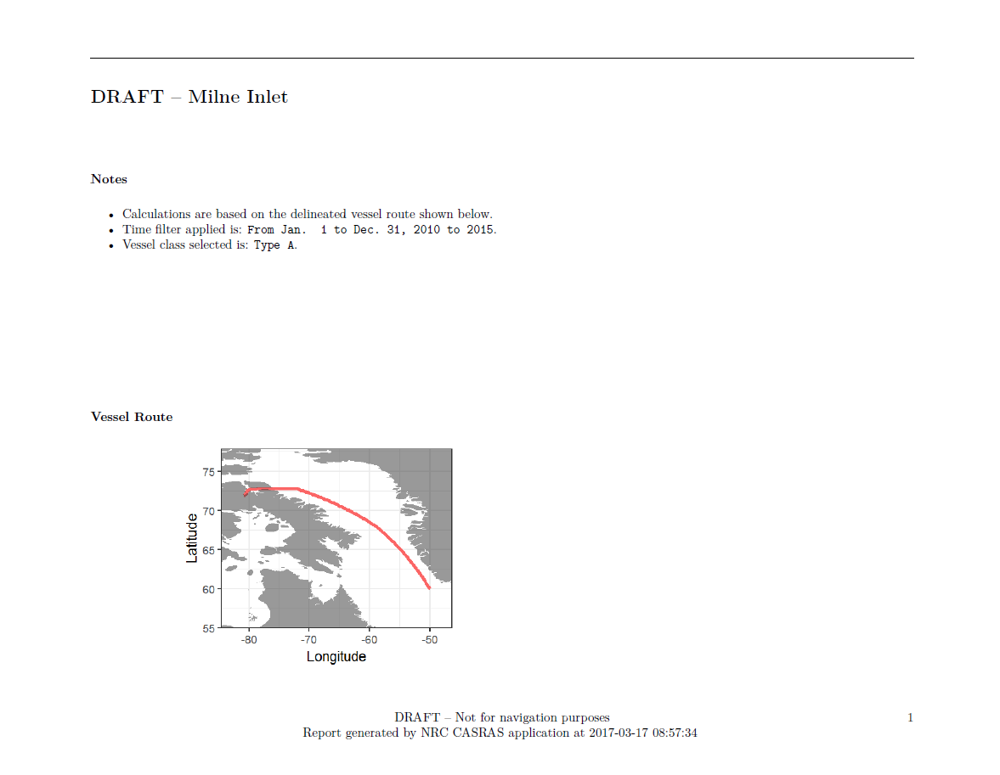 DRAFT – Milne Inlet
Notes
• Calculations are based on the delineated vessel route shown below.
• Time filter applied is: From Jan.  1 to Dec. 31, 2010 to 2015.
• Vessel class selected is: Type A.
Vessel Route
75
70
65
60
55
Latitude
-80 -70 -60 -50
Longitude
DRAFT – Not for navigation purposes 1
Report generated by NRC CASRAS application at 2017-03-17 08:57:34